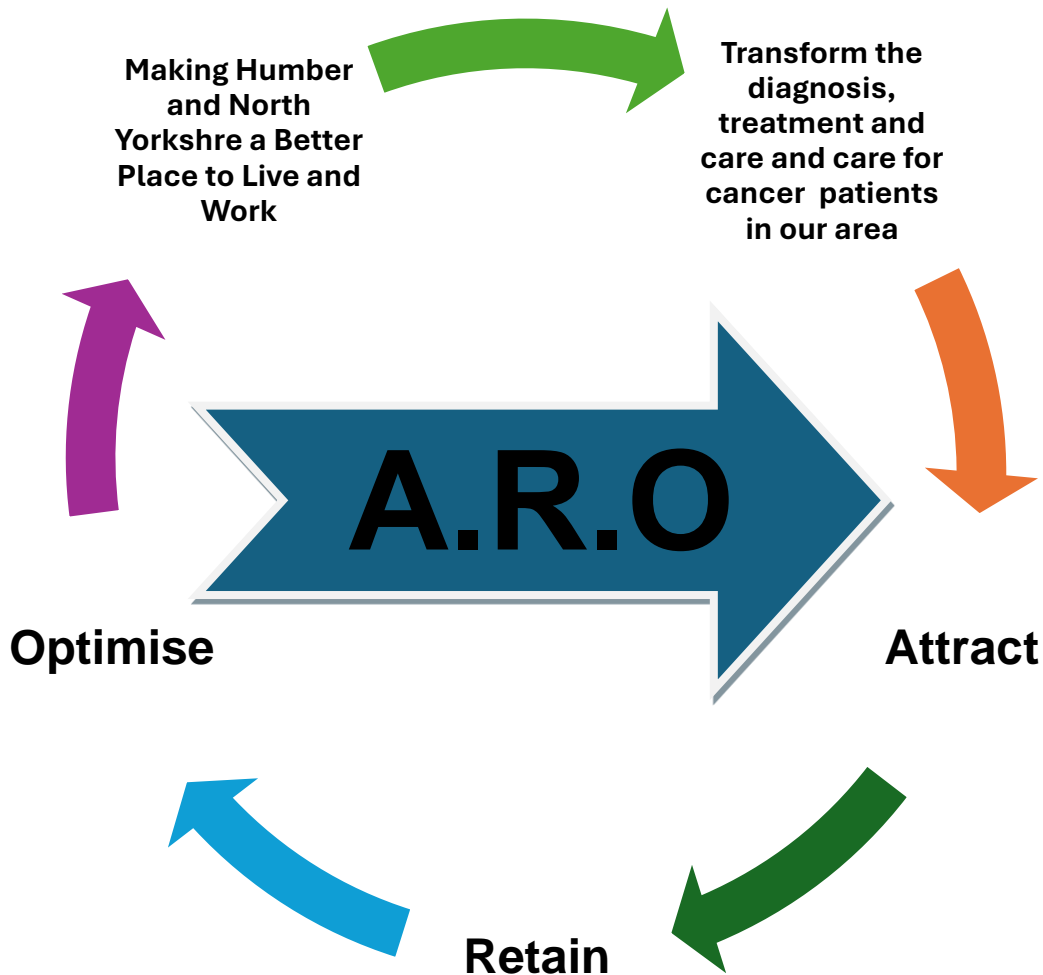 Making Humber
and North
Yorkshre a Better
Place to Live and
Work
Transform the
diagnosis,
treatment and
care and care for
cancer patients
in our area
A.R.O
Optimise
Attract
Retain